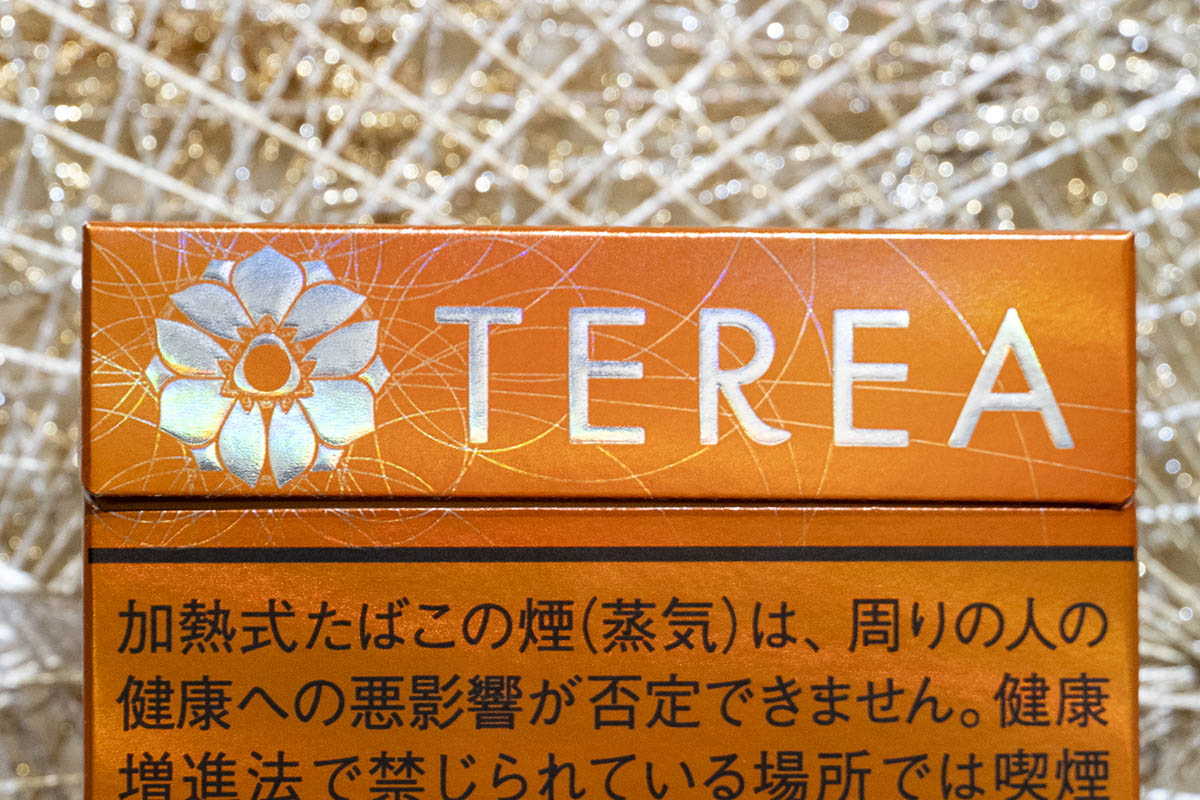 TEREA
加熱式たばこの煙(蒸気)は、周りの人の
健康への悪影響が否定できません。健康
増進法で禁じられている場所では喫煙